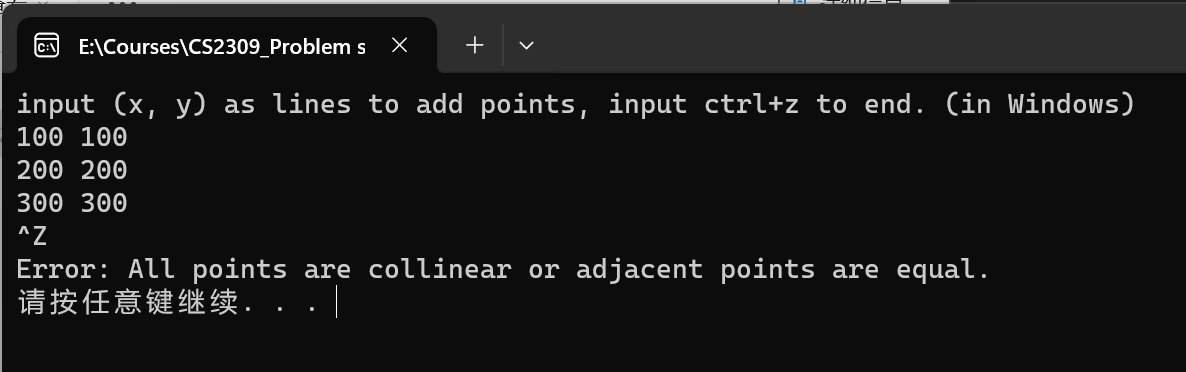 E:\Courses\CS2309_Problem s
input (x, y) as lines to add points, input ctrl+z to end. (in Windows)
100 100
200 200
300 300
^Z
Error: All points are collinear or adjacent points are equal.
请按任意键继续. . .